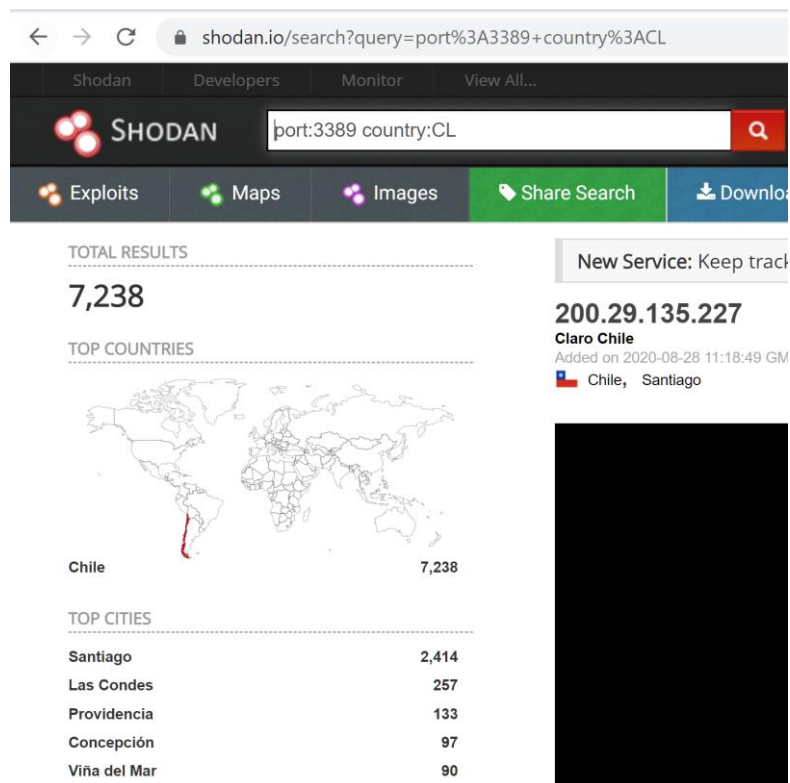 shodan.io/search?query=port%3A3389+country%3ACL
Shodan Developers Monitor View All...
SHODAN port:3389 country:CL
Exploits Maps Images Share Search
TOTAL RESULTS
7,238
TOP COUNTRIES
Chile 7,238
TOP CITIES
Santiago 2,414
Las Condes 257
Providencia 133
Concepción 97
Viña del Mar 90
New Service: Keep track
200.29.135.227
Claro Chile
Added on 2020-08-28 11:18:49 GM
Chile, Santiago